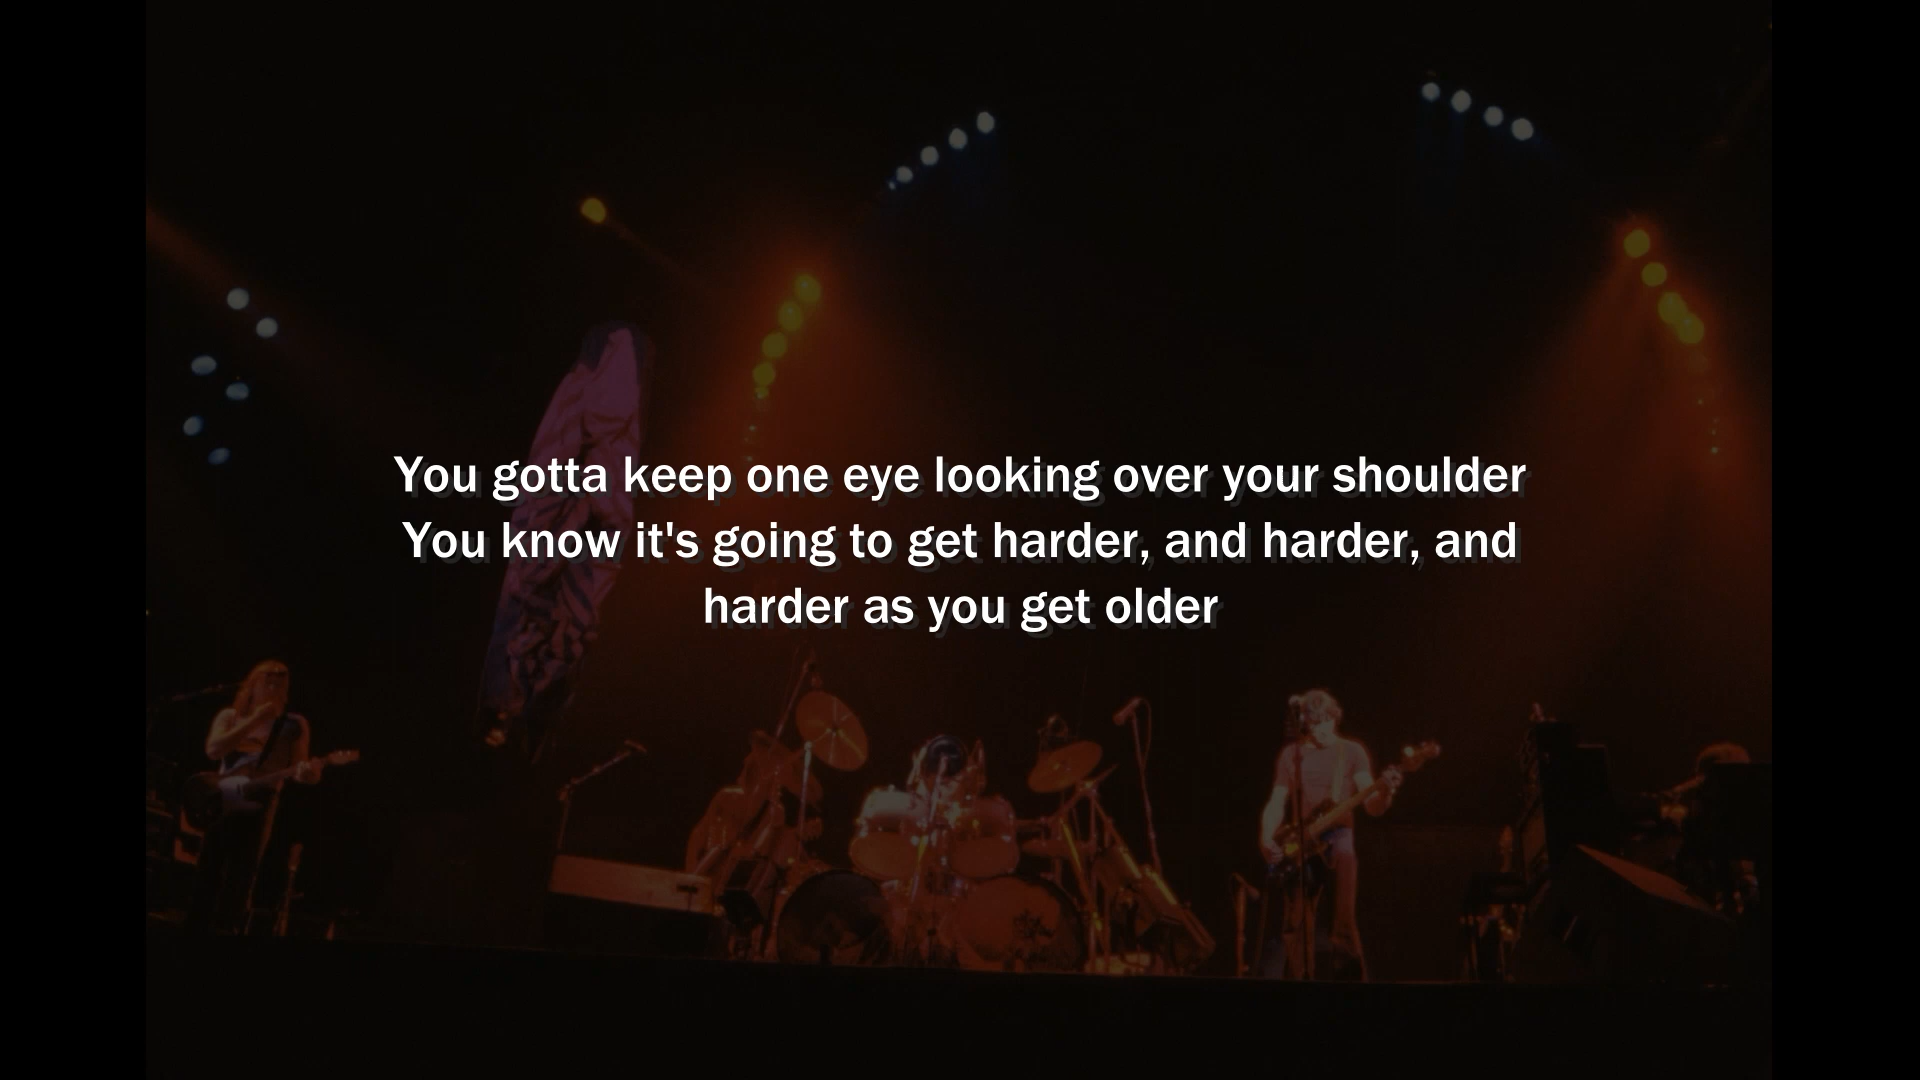 You gotta keep one eye looking over your shoulder
You know it's going to get harder, and harder, and
harder as you get older